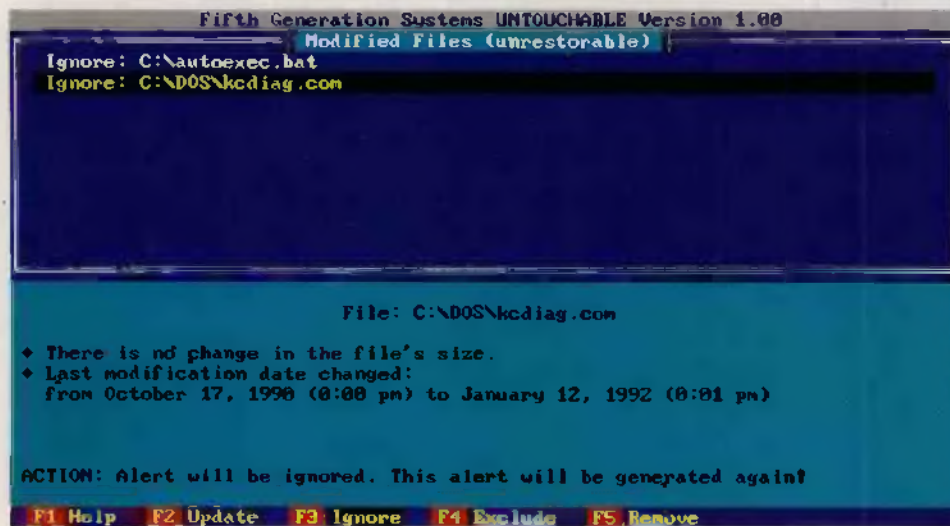 Fifth Generation Systems UNTOUCHABLE Version 1.00
Modified Files (unrestorable)
Ignore: C:\autoexec.bat
Ignore: C:\DOS\kcdiag.com
File: C:\DOS\kcdiag.com
♦ There is no change in the file's size.
♦ Last modification date changed:
from October 17, 1990 (0:00 pm) to January 12, 1992 (0:01 pm)
ACTION: Alert will be ignored. This alert will be generated again!
F1 Help F2 Update F3 Ignore F4 Exclude F5 Remove